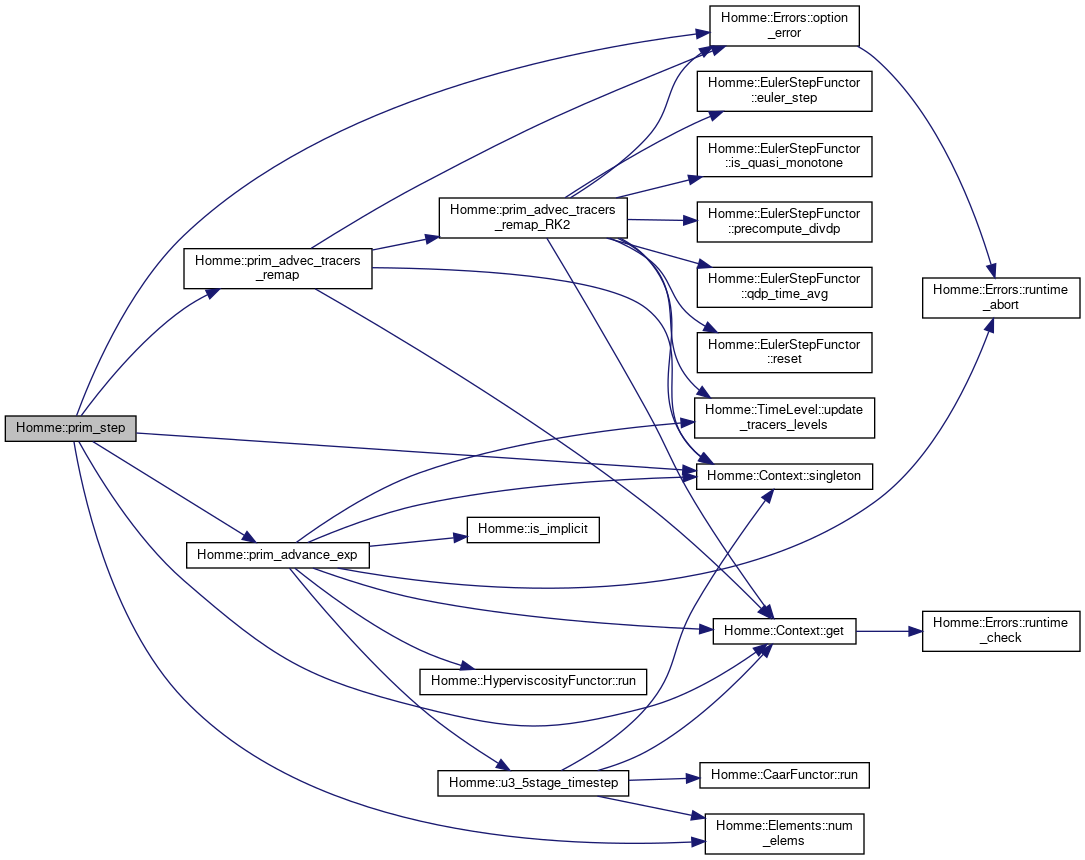 Homme::prim_step
Homme::prim_advec_tracers
_remap
Homme::prim_advance_exp
Homme::prim_advec_tracers
_remap_RK2
Homme::is_implicit
Homme::HyperviscosityFunctor::run
Homme::u3_5stage_timestep
Homme::Errors::option
_error
Homme::EulerStepFunctor
::euler_step
Homme::EulerStepFunctor
::is_quasi_monotone
Homme::EulerStepFunctor
::precompute_divdp
Homme::EulerStepFunctor
::qdp_time_avg
Homme::EulerStepFunctor
::reset
Homme::TimeLevel::update
_tracers_levels
Homme::Context::singleton
Homme::Context::get
Homme::CaarFunctor::run
Homme::Elements::num
_elems
Homme::Errors::runtime
_abort
Homme::Errors::runtime
_check